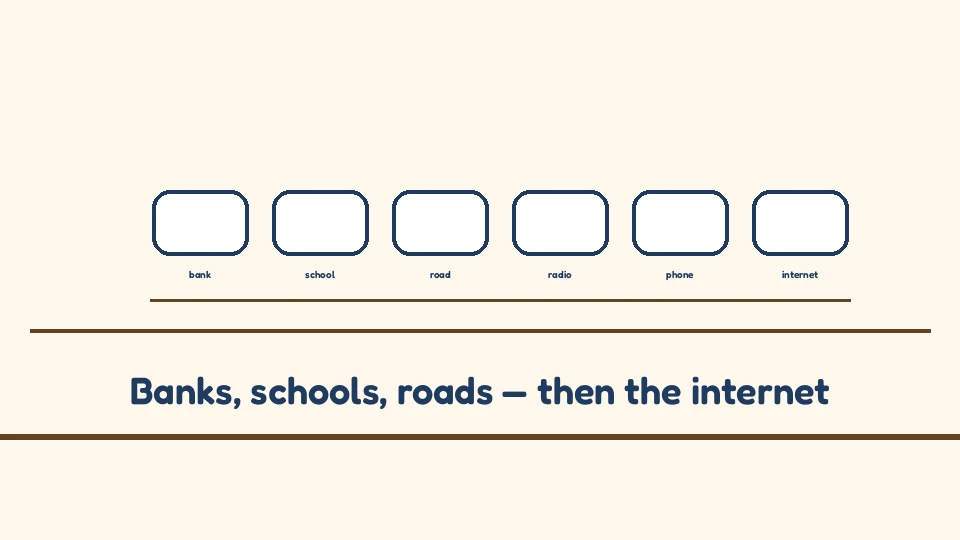 bank school road radio phone internet
Banks, schools, roads — then the internet